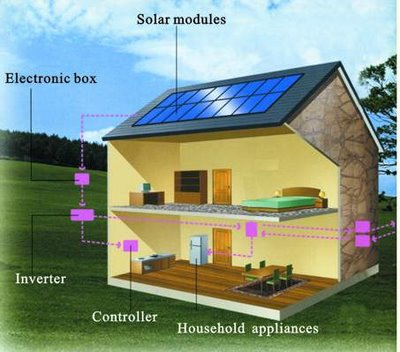 Solar modules
Electronic box
Inverter
Controller
Household appliances